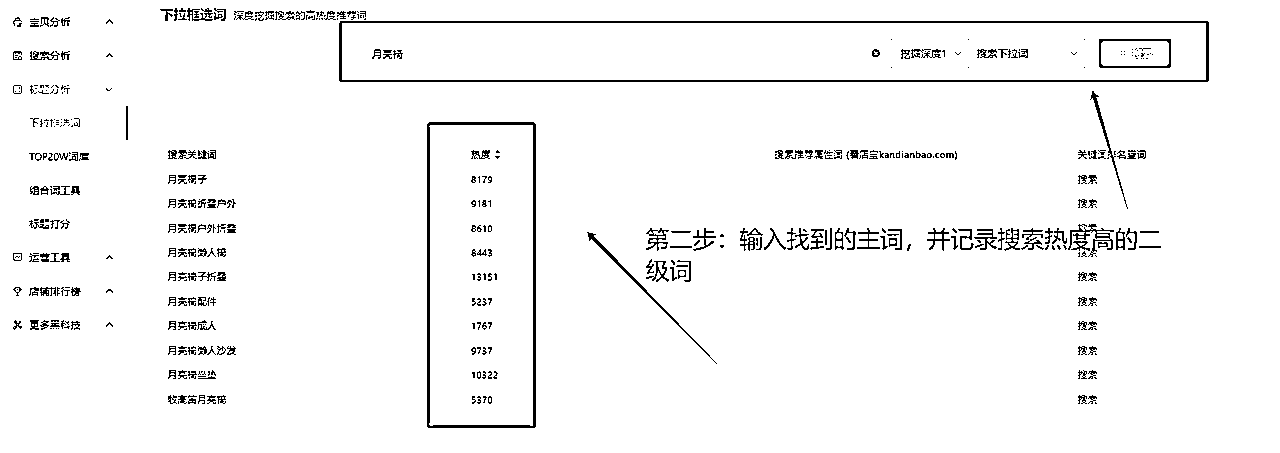 宝贝分析
搜索分析
标题分析
下拉框选词
TOP20W词库
组合词工具
标题打分
运营工具
店铺排行榜
更多黑科技
下拉框选词 深度挖掘搜索的高热度推荐词
月亮椅 挖掘深度1 搜索下拉词
搜索关键词 热度 搜索推荐属性词 (看店宝kandianbao.com) 关键词排名查询
月亮椅子 8179 搜索
月亮椅折叠户外 9181 搜索
月亮椅户外折叠 8610 搜索
月亮椅懒人椅 8443 搜索
月亮椅子折叠 13151 搜索
月亮椅配件 5237 搜索
月亮椅成人 1767 搜索
月亮椅懒人沙发 9737 搜索
月亮椅坐垫 10322 搜索
牧高笛月亮椅 5370 搜索
第二步：输入找到的主词，并记录搜索热度高的二
级词